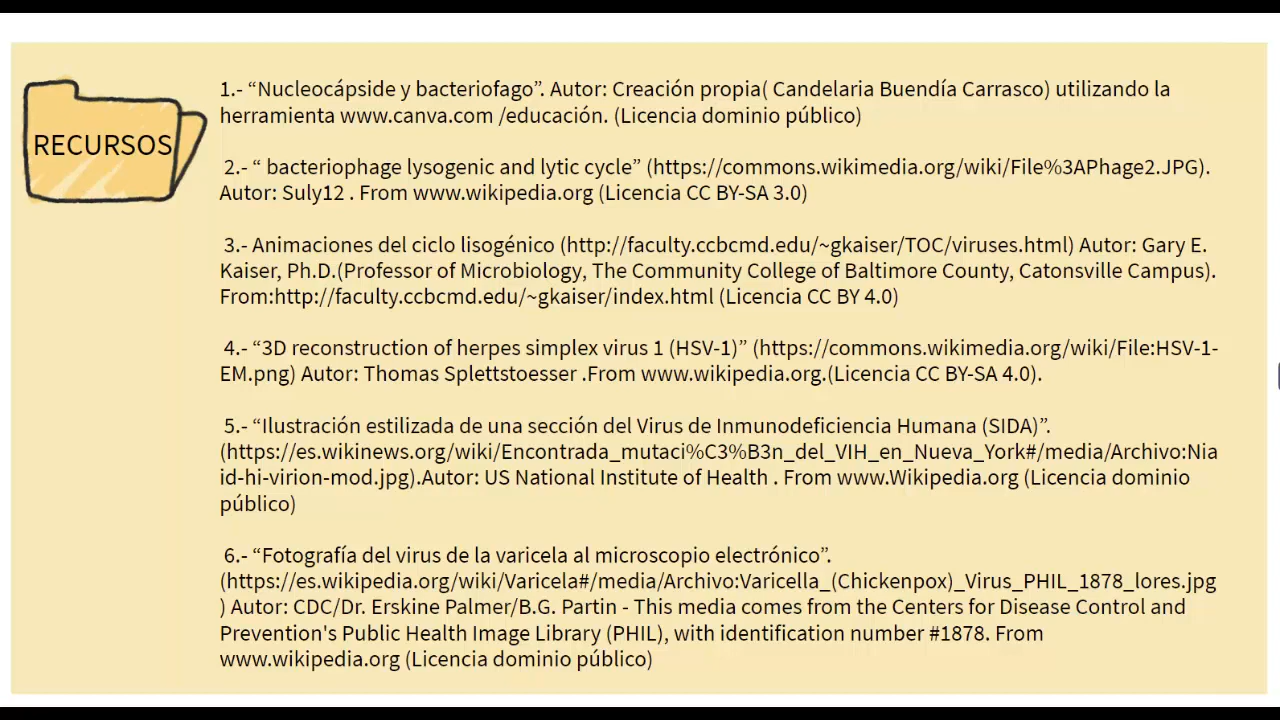 RECURSOS
1.- “Nucleocápside y bacteriofago”. Autor: Creación propia( Candelaria Buendía Carrasco) utilizando la
herramienta www.canva.com /educación. (Licencia dominio público)
2.- “ bacteriophage lysogenic and lytic cycle” (https://commons.wikimedia.org/wiki/File%3APhage2.JPG).
Autor: Suly12 . From www.wikipedia.org (Licencia CC BY-SA 3.0)
3.- Animaciones del ciclo lisogénico (http://faculty.ccbcmd.edu/~gkaiser/TOC/viruses.html) Autor: Gary E.
Kaiser, Ph.D.(Professor of Microbiology, The Community College of Baltimore County, Catonsville Campus).
From:http://faculty.ccbcmd.edu/~gkaiser/index.html (Licencia CC BY 4.0)
4.- “3D reconstruction of herpes simplex virus 1 (HSV-1)” (https://commons.wikimedia.org/wiki/File:HSV-1-
EM.png) Autor: Thomas Splettstoesser .From www.wikipedia.org.(Licencia CC BY-SA 4.0).
5.- “Ilustración estilizada de una sección del Virus de Inmunodeficiencia Humana (SIDA)”.
(https://es.wikinews.org/wiki/Encontrada_mutaci%C3%B3n_del_VIH_en_Nueva_York#/media/Archivo:Nia
id-hi-virion-mod.jpg).Autor: US National Institute of Health . From www.Wikipedia.org (Licencia dominio
público)
6.- “Fotografía del virus de la varicela al microscopio electrónico”.
(https://es.wikipedia.org/wiki/Varicela#/media/Archivo:Varicella_(Chickenpox)_Virus_PHIL_1878_lores.jpg
) Autor: CDC/Dr. Erskine Palmer/B.G. Partin - This media comes from the Centers for Disease Control and
Prevention's Public Health Image Library (PHIL), with identification number #1878. From
www.wikipedia.org (Licencia dominio público)